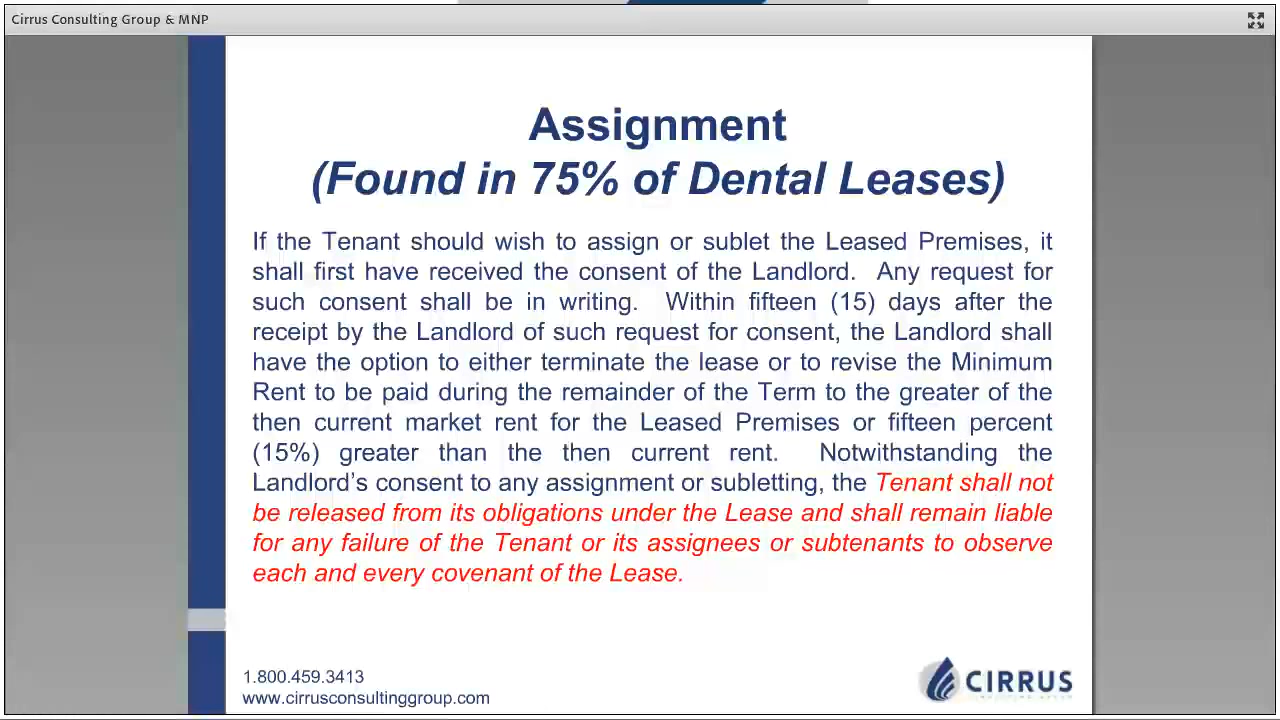 Cirrus Consulting Group & MNP
Assignment
(Found in 75% of Dental Leases)
If the Tenant should wish to assign or sublet the Leased Premises, it
shall first have received the consent of the Landlord. Any request for
such consent shall be in writing. Within fifteen (15) days after the
receipt by the Landlord of such request for consent, the Landlord shall
have the option to either terminate the lease or to revise the Minimum
Rent to be paid during the remainder of the Term to the greater of the
then current market rent for the Leased Premises or fifteen percent
(15%) greater than the then current rent. Notwithstanding the
Landlord's consent to any assignment or subletting, the Tenant shall not
be released from its obligations under the Lease and shall remain liable
for any failure of the Tenant or its assignees or subtenants to observe
each and every covenant of the Lease.
1.800.459.3413
www.cirrusconsultinggroup.com
CIRRUS